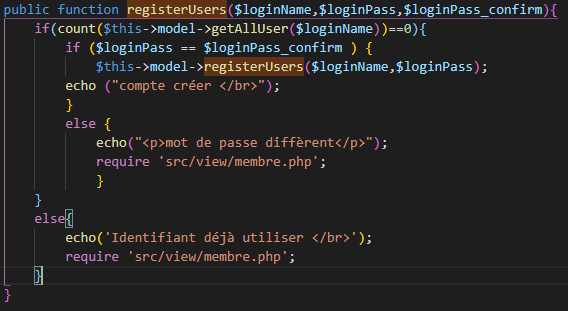 public function registerUsers($loginName,$loginPass,$loginPass_confirm){
if(count($this->model->getAllUser($loginName))==0){
if ($loginPass == $loginPass_confirm ) {
$this->model->registerUsers($loginName,$loginPass);
echo ("compte créer </br>");
}
else {
echo("<p>mot de passe diffèrent</p>");
require 'src/view/membre.php';
}
}
else{
echo('Identifiant déjà utiliser </br>');
require 'src/view/membre.php';
}
}